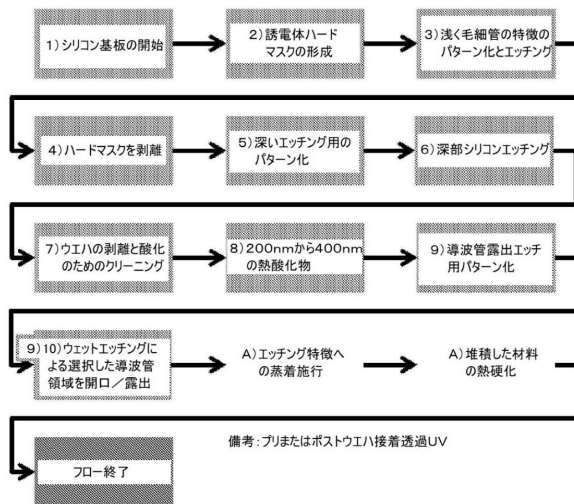 1)シリコン基板の開始
2)誘電体ハード
マスクの形成
3)浅く毛細管の特徴の
パターン化とエッチング
4)ハードマスクを剥離
5)深いエッチング用の
パターン化
6)深部シリコンエッチング
7)ウエハの剥離と酸化
のためのクリーニング
8)200nmから400nm
の熱酸化物
9)導波管露出エッチ
用パターン化
9)10)ウェットエッチングに
よる選択した導波管
領域を開口/露出
A)エッチング特徴へ
の蒸着施行
A)堆積した材料
の熱硬化
フロー終了
備考:プリまたはポストウエハ接着透過UV